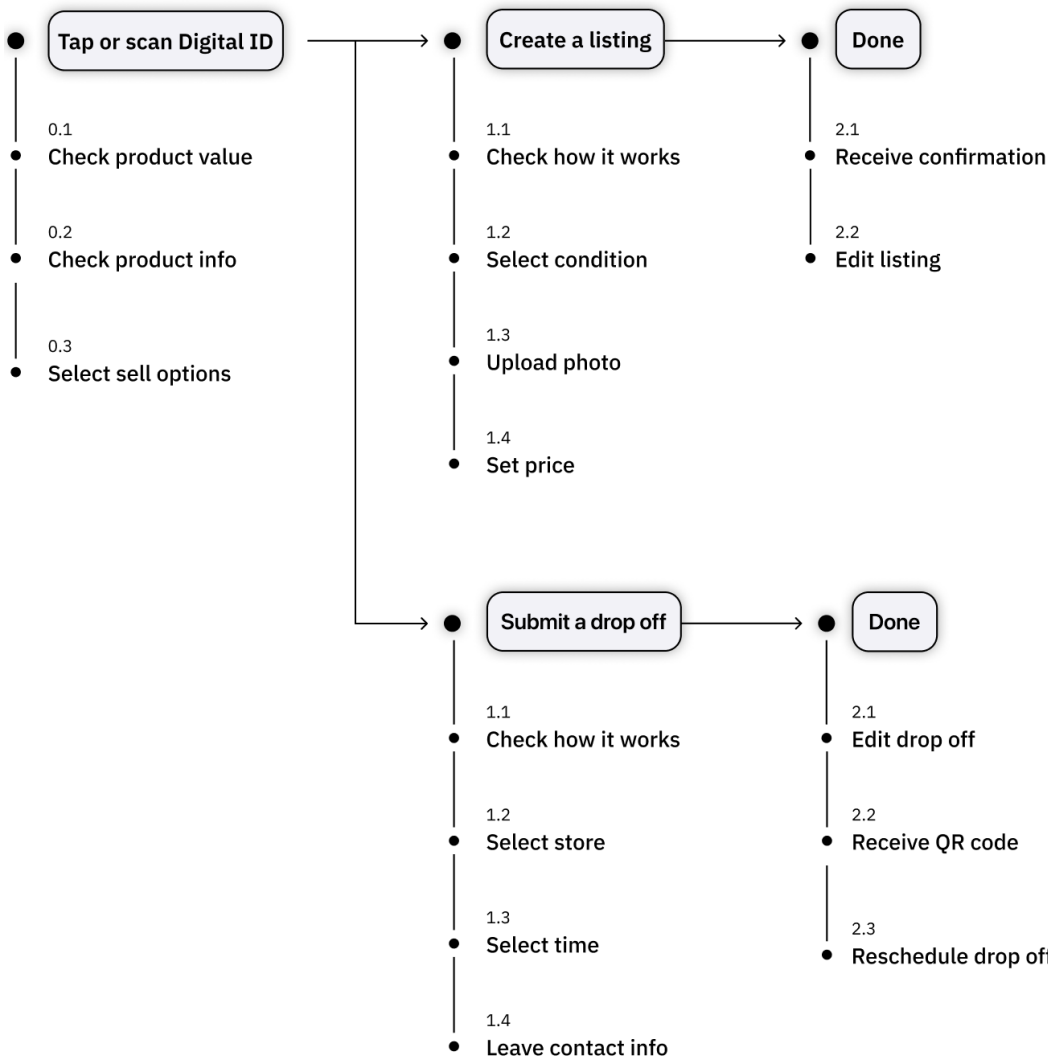 Tap or scan Digital ID
0.1
Check product value
0.2
Check product info
0.3
Select sell options
Create a listing
1.1
Check how it works
1.2
Select condition
1.3
Upload photo
1.4
Set price
Done
2.1
Receive confirmation
2.2
Edit listing
Submit a drop off
1.1
Check how it works
1.2
Select store
1.3
Select time
1.4
Leave contact info
Done
2.1
Edit drop off
2.2
Receive QR code
2.3
Reschedule drop off